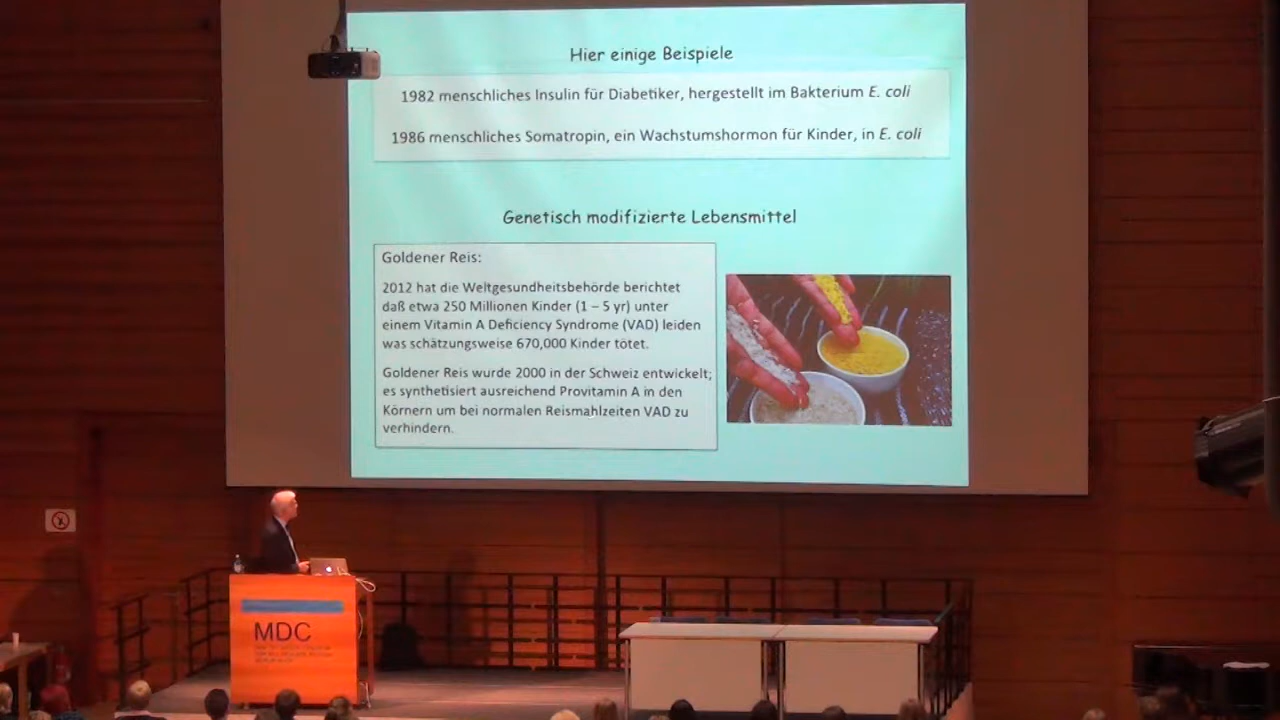 Hier einige Beispiele
1982 menschliches Insulin für Diabetiker, hergestellt im Bakterium E. coli
1986 menschliches Somatropin, ein Wachstumshormon für Kinder, in E. coli
Genetisch modifizierte Lebensmittel
Goldener Reis:
2012 hat die Weltgesundheitsbehörde berichtet
daß etwa 250 Millionen Kinder (1 – 5 yr) unter
einem Vitamin A Deficiency Syndrome (VAD) leiden
was schätzungsweise 670,000 Kinder tötet.
Goldener Reis wurde 2000 in der Schweiz entwickelt;
es synthetisiert ausreichend Provitamin A in den
Körnern um bei normalen Reismahlzeiten VAD zu
verhindern.
MDC